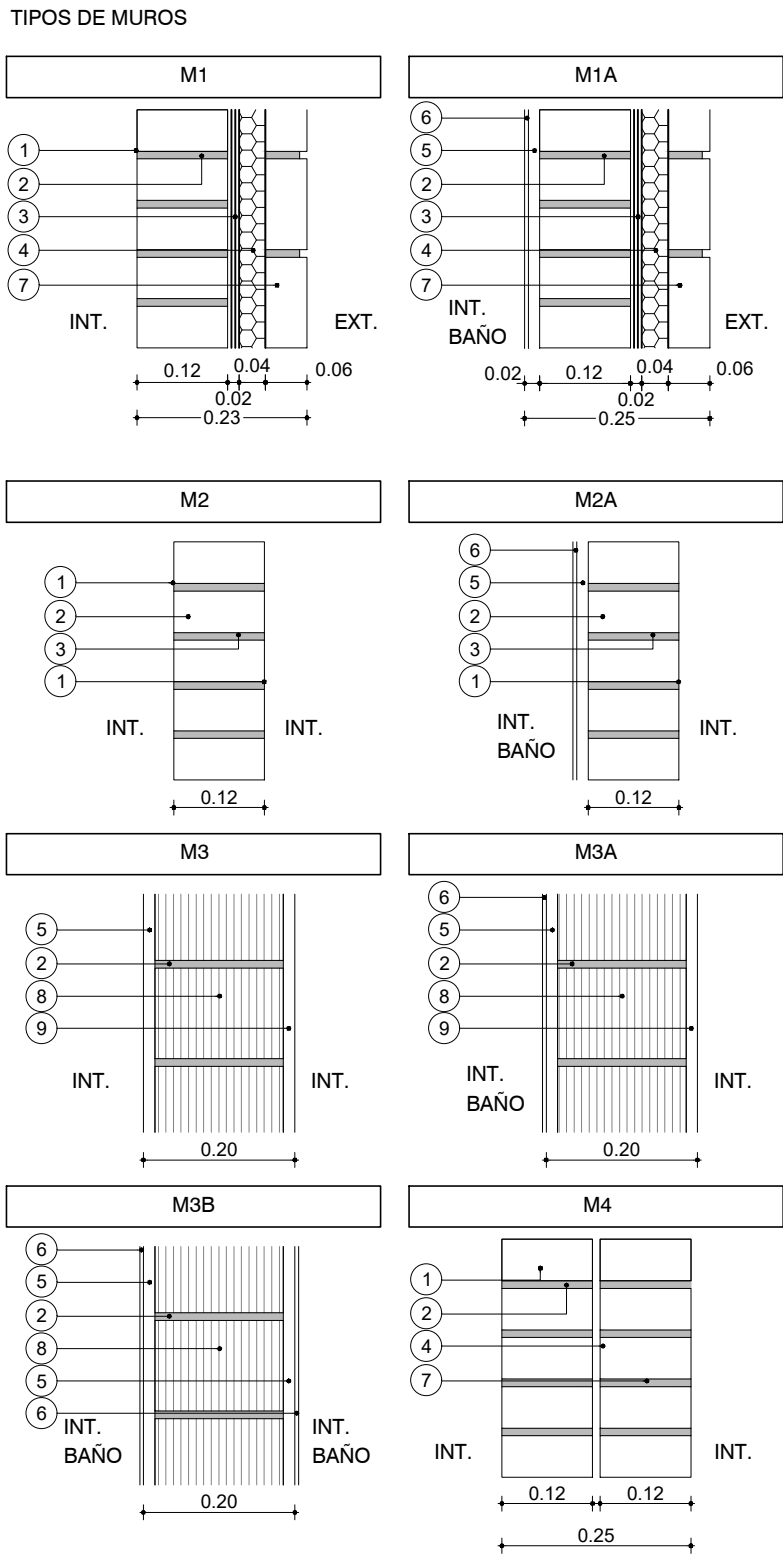 TIPOS DE MUROS
M1
1
2
3
4
7
INT.
EXT.
0.12
0.04
0.06
0.02
0.23
M1A
6
5
2
3
4
7
INT.
BAÑO
EXT.
0.02
0.12
0.04
0.06
0.02
0.25
M2
1
2
3
1
INT.
INT.
0.12
M2A
6
5
2
3
1
INT.
BAÑO
INT.
0.12
M3
5
2
8
9
INT.
INT.
0.20
M3A
6
5
2
8
9
INT.
BAÑO
INT.
0.20
M3B
6
5
2
8
5
6
INT.
BAÑO
INT.
BAÑO
0.20
M4
1
2
4
7
INT.
INT.
0.12
0.12
0.25